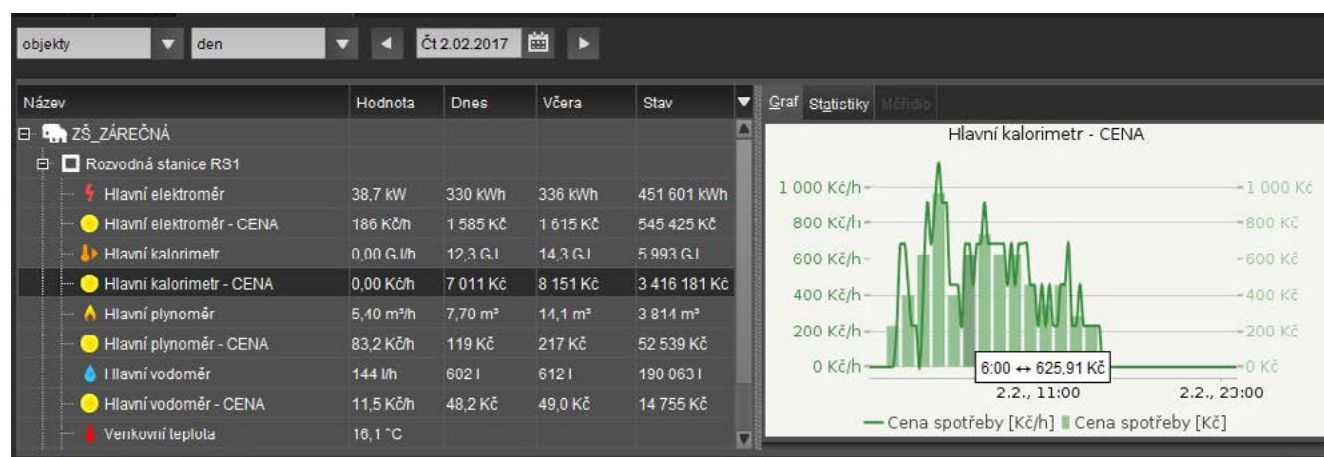 objekty den Čt 2.02.2017
Název Hodnota Dnes Včera Stav
ZŠ_ZÁREČNÁ
Rozvodná stanice RS1
Hlavní elektroměr 38,7 kW 330 kWh 336 kWh 451 601 kWh
Hlavní elektroměr - CENA 186 Kč/h 1 585 Kč 1 615 Kč 545 425 Kč
Hlavní kalorimetr 0,00 GJ/h 12,3 GJ 14,3 GJ 5 993 GJ
Hlavní kalorimetr - CENA 0,00 Kč/h 7 011 Kč 8 151 Kč 3 416 181 Kč
Hlavní plynoměr 5,40 m³/h 7,70 m³ 14,1 m³ 3 814 m³
Hlavní plynoměr - CENA 83,2 Kč/h 119 Kč 217 Kč 52 539 Kč
Hlavní vodoměr 144 l/h 602 l 612 l 190 063 l
Hlavní vodoměr - CENA 11,5 Kč/h 48,2 Kč 49,0 Kč 14 755 Kč
Venkovní teplota 16,1 °C
Graf Statistiky Měřidlo
Hlavní kalorimetr - CENA
1 000 Kč/h 1 000 Kč
800 Kč/h 800 Kč
600 Kč/h 600 Kč
400 Kč/h 400 Kč
200 Kč/h 200 Kč
0 Kč/h 6:00 ↔ 625,91 Kč 0 Kč
2.2., 11:00 2.2., 23:00
Cena spotřeby [Kč/h] Cena spotřeby [Kč]